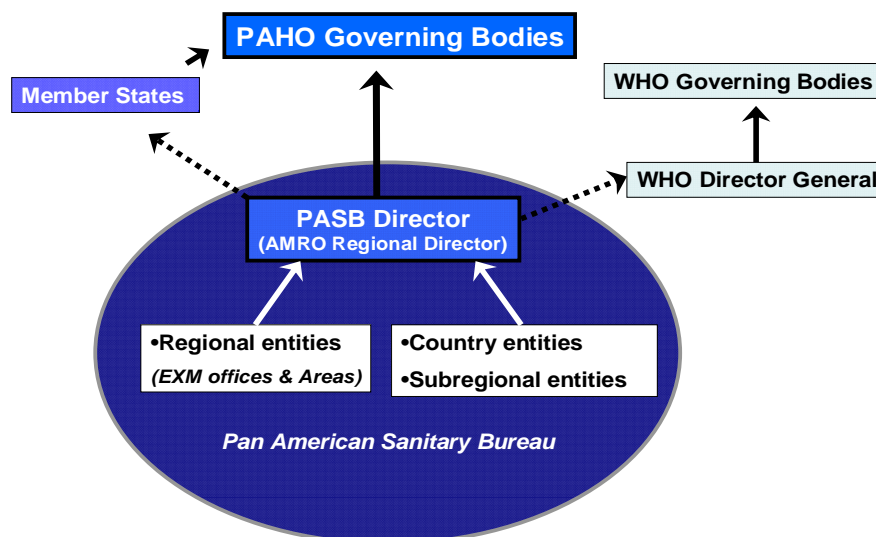 PAHO Governing Bodies
Member States
WHO Governing Bodies
WHO Director General
PASB Director
(AMRO Regional Director)
•Regional entities
(EXM offices & Areas)
•Country entities
•Subregional entities
Pan American Sanitary Bureau